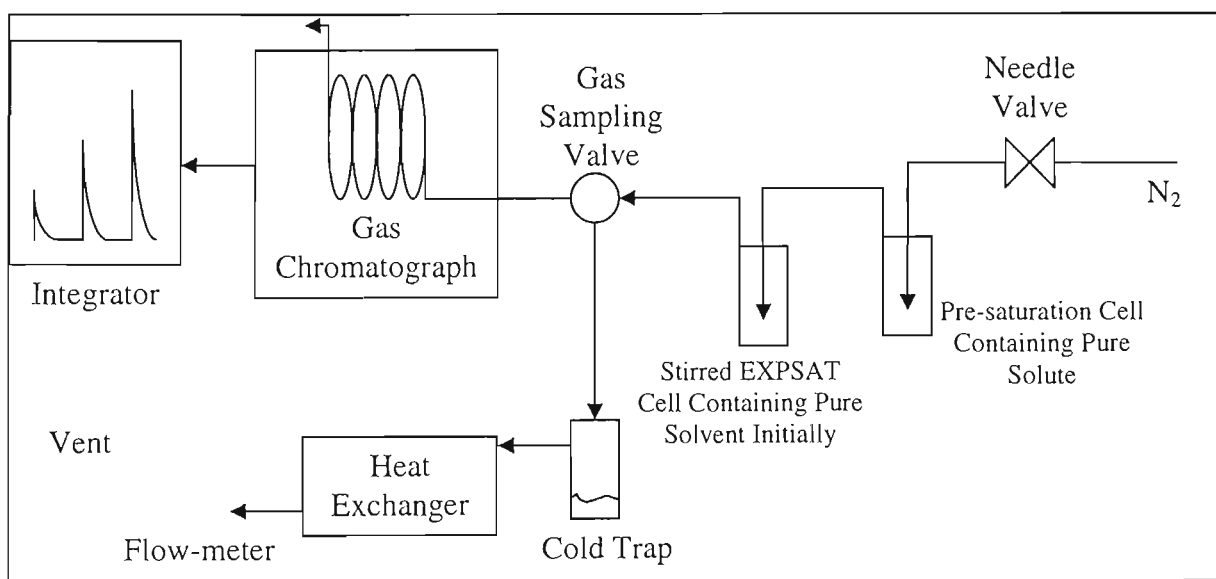 Gas
Sampling
Valve
Needle
Valve
N₂
Gas
Chromatograph
Integrator
Pre-saturation Cell
Containing Pure
Solute
Stirred EXPSAT
Cell Containing Pure
Solvent Initially
Vent
Heat
Exchanger
Flow-meter
Cold Trap